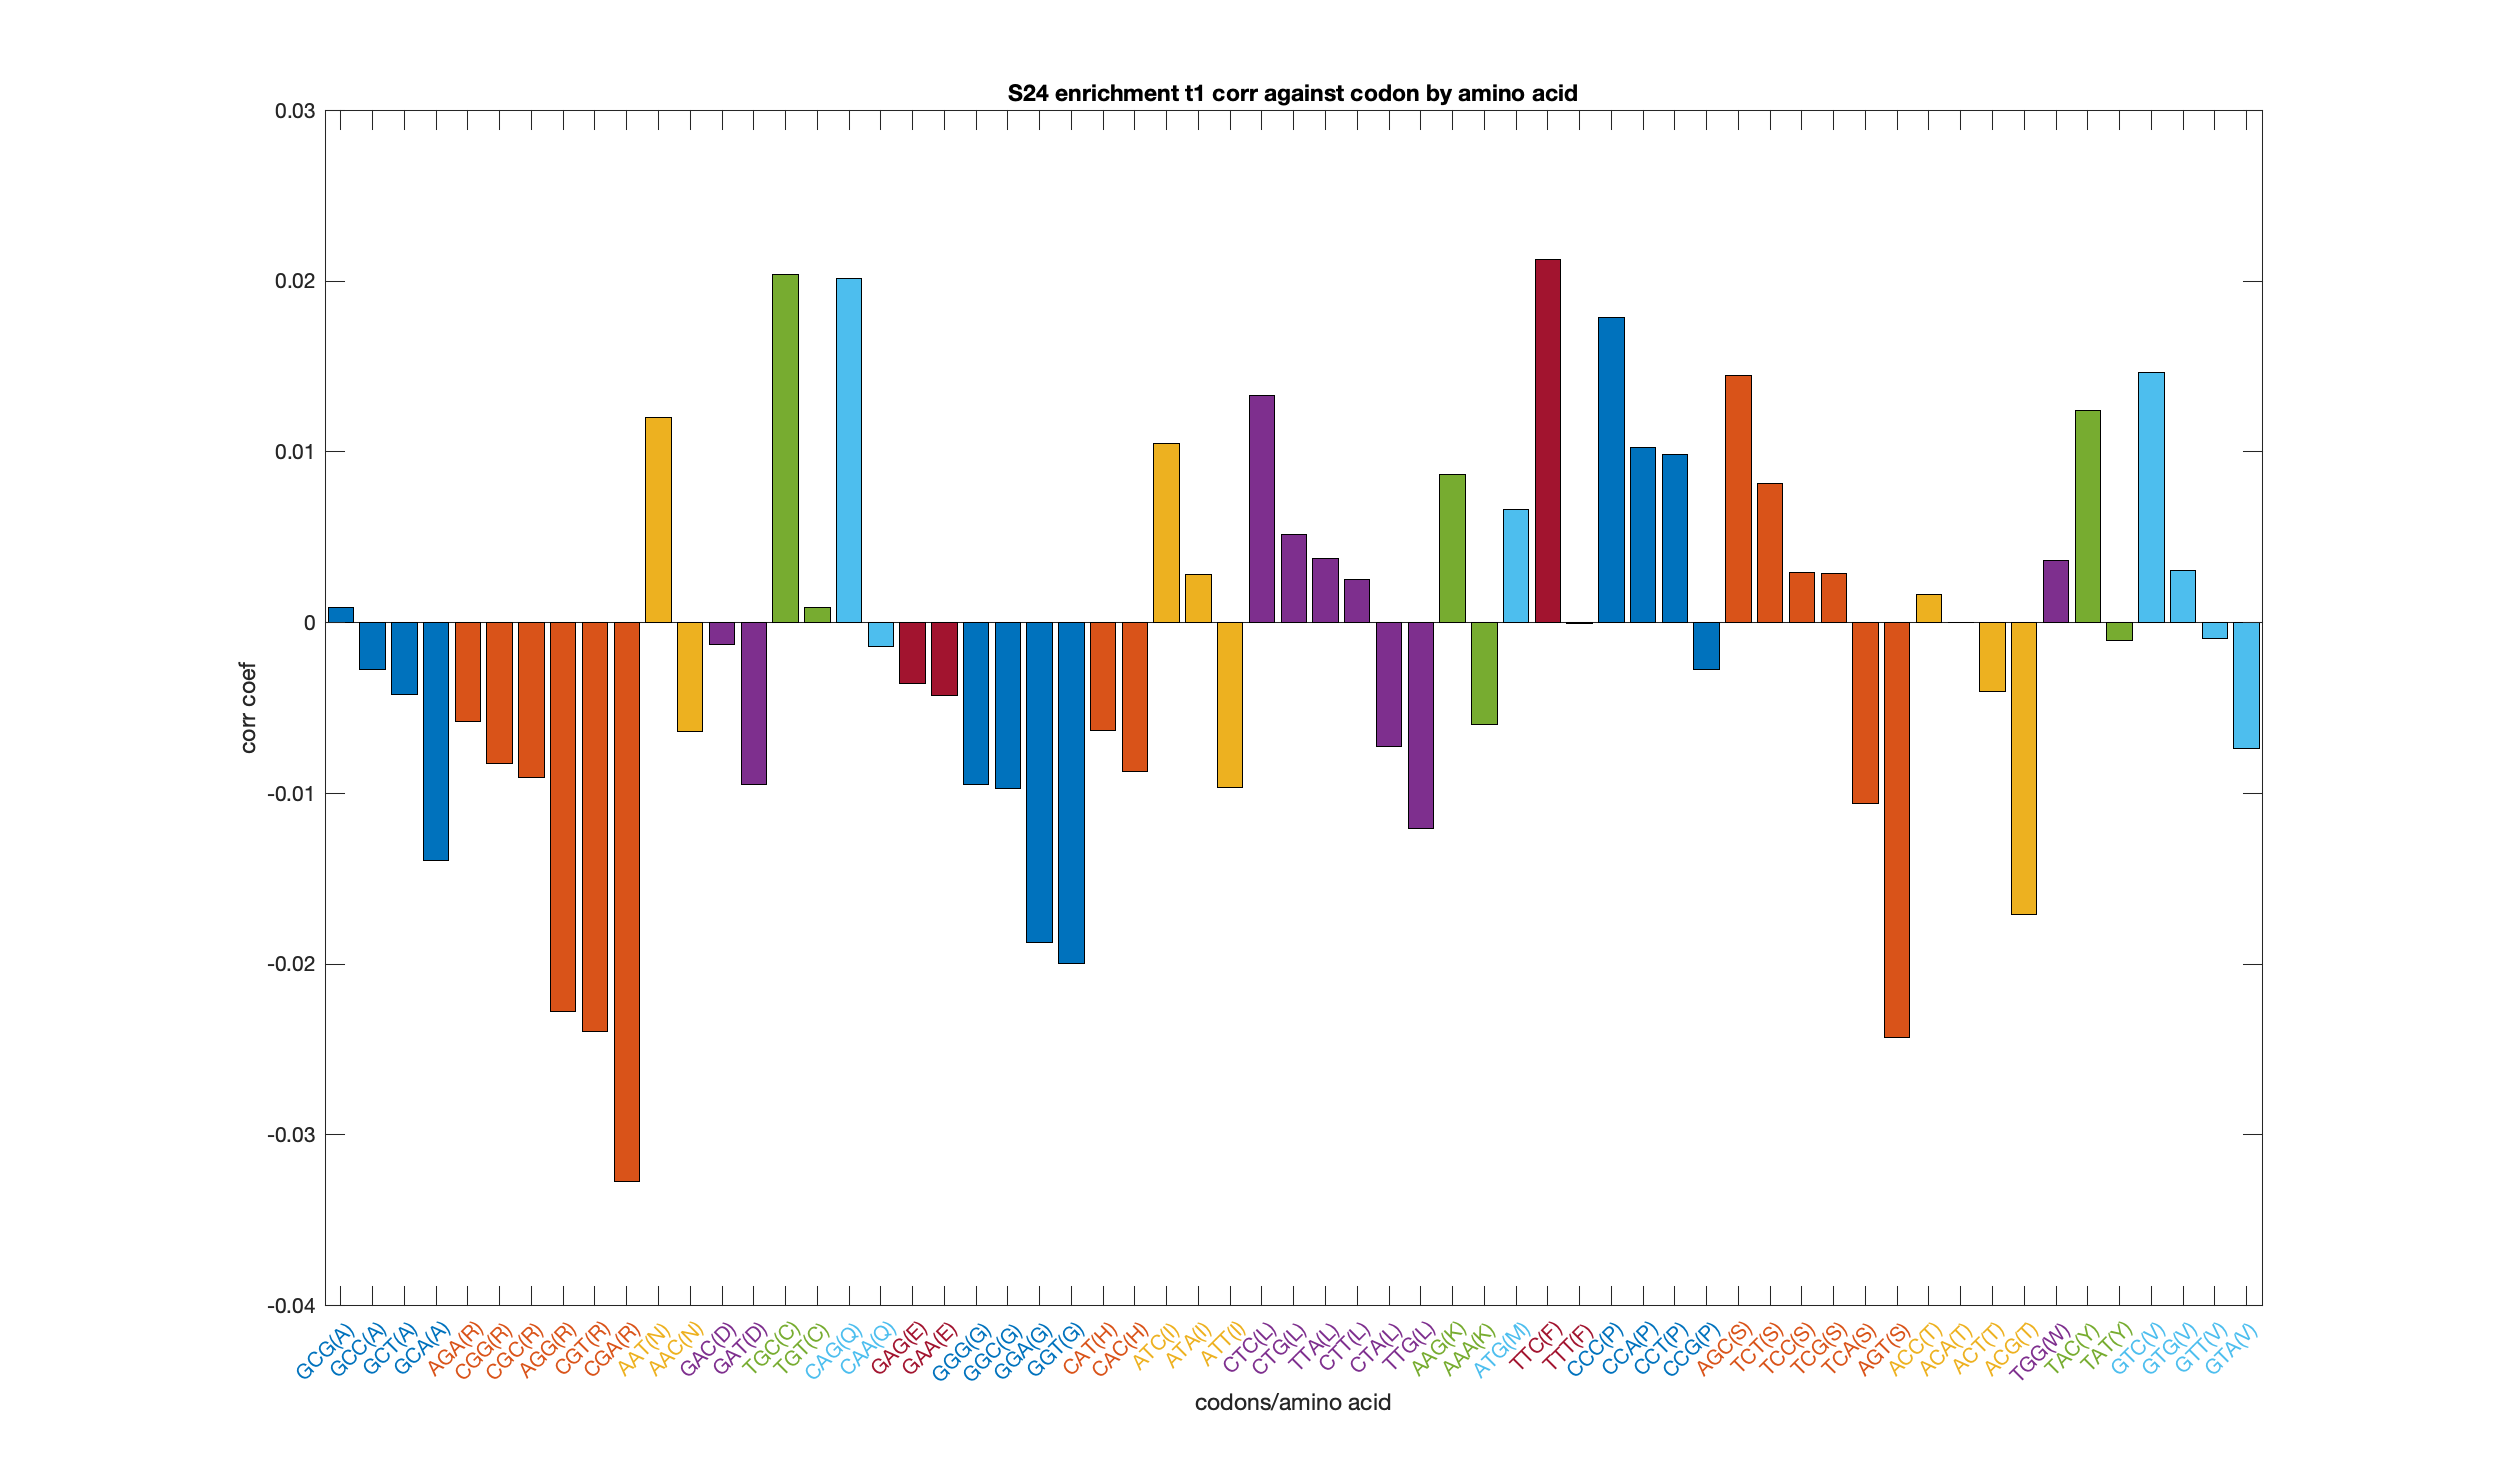 S24 enrichment t1 corr against codon by amino acid
0.03
0.02
0.01
0
-0.01
-0.02
-0.03
-0.04
corr coef
GCG(A)
GCC(A)
GCT(A)
GCA(A)
AGA(R)
CGG(R)
CGC(R)
AGG(R)
CGT(R)
CGA(R)
AAT(N)
AAC(N)
GAC(D)
GAT(D)
TGC(C)
TGT(C)
CAG(Q)
CAA(Q)
GAG(E)
GAA(E)
GGG(G)
GGC(G)
GGA(G)
GGT(G)
CAT(H)
CAC(H)
ATC(I)
ATA(I)
ATT(I)
CTC(L)
CTG(L)
TTA(L)
CTT(L)
CTA(L)
TTG(L)
AAG(K)
AAA(K)
ATG(M)
TTC(F)
TTT(F)
CCC(P)
CCA(P)
CCT(P)
CCG(P)
AGC(S)
TCT(S)
TCC(S)
TCG(S)
TCA(S)
AGT(S)
ACC(T)
ACA(T)
ACT(T)
ACG(T)
TGG(W)
TAC(Y)
TAT(Y)
GTC(V)
GTG(V)
GTT(V)
GTA(V)
codons/amino acid